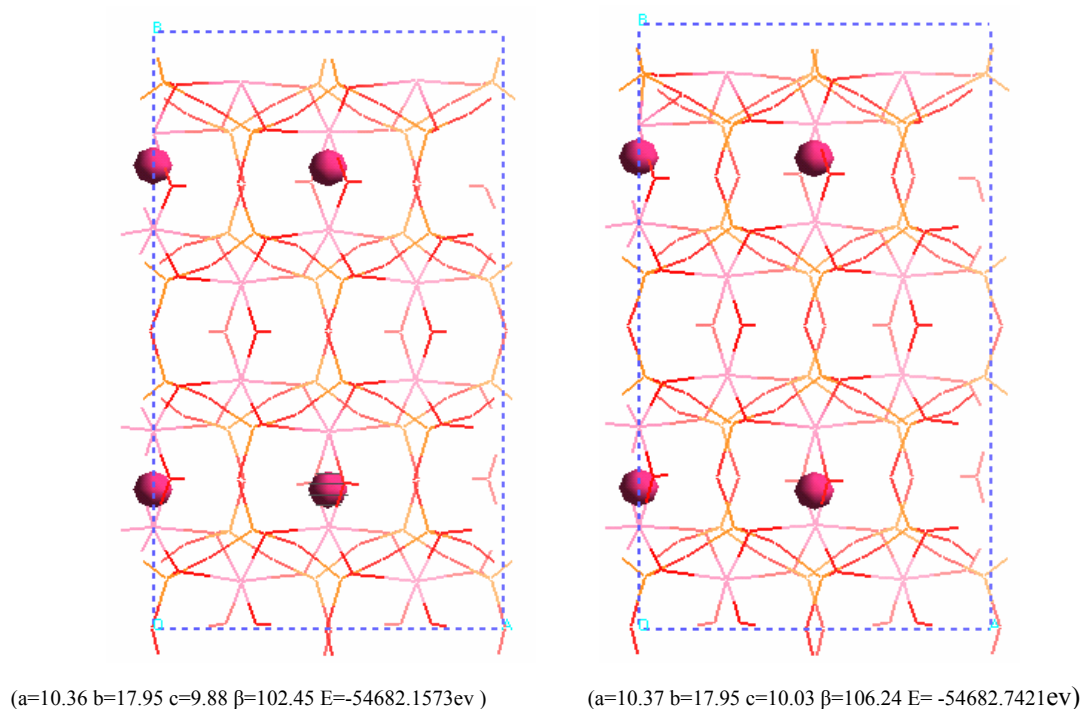 B
B
O
A
O
A
(a=10.36 b=17.95 c=9.88 β=102.45 E=-54682.1573ev )
(a=10.37 b=17.95 c=10.03 β=106.24 E= -54682.7421ev)